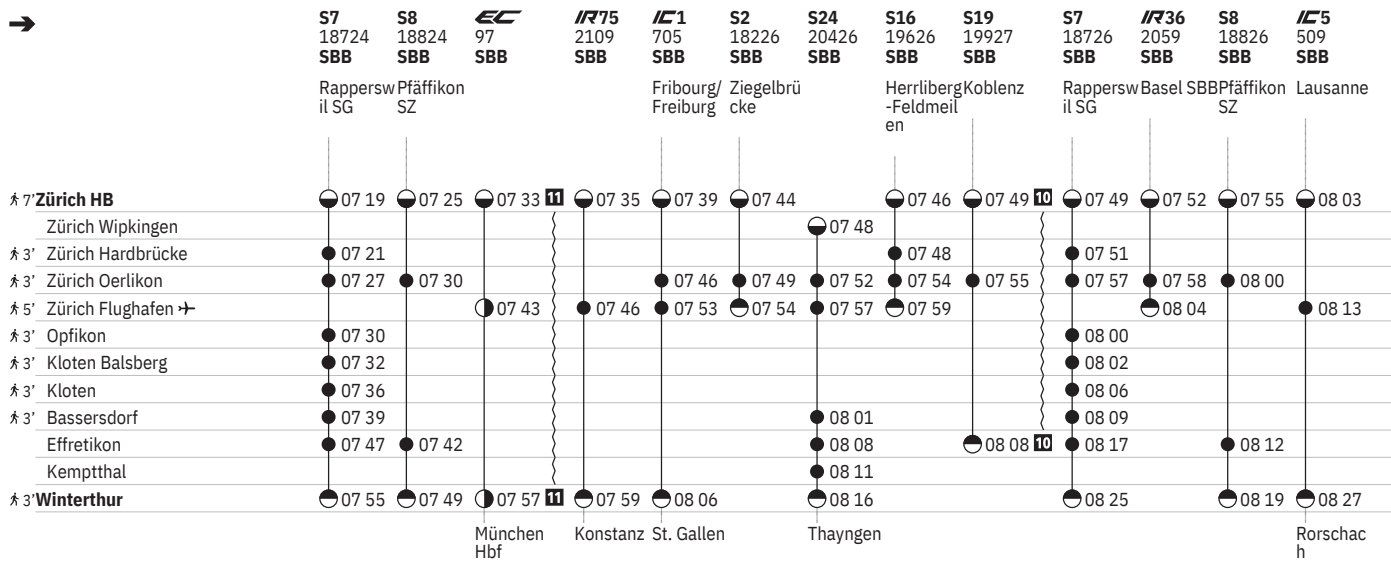 ➔ S7 S8 EC IR75 IC1 S2 S24 S16 S19 S7 IR36 S8 IC5
18724 18824 97 2109 705 18226 20426 19626 19927 18726 2059 18826 509
SBB SBB SBB SBB SBB SBB SBB SBB SBB SBB SBB SBB SBB
Rappersw Pfäffikon Fribourg/ Ziegelbrü Herrliberg Koblenz Rappersw Basel SBB Pfäffikon Lausanne
il SG SZ Freiburg cke -Feldmeil il SG SZ
en
7' Zürich HB 07 19 07 25 07 33 11 07 35 07 39 07 44 07 46 07 49 10 07 49 07 52 07 55 08 03
Zürich Wipkingen 07 48
3' Zürich Hardbrücke 07 21 07 48 07 51
3' Zürich Oerlikon 07 27 07 30 07 46 07 49 07 52 07 54 07 55 07 57 07 58 08 00
5' Zürich Flughafen 07 43 07 46 07 53 07 54 07 57 07 59 08 04 08 13
3' Opfikon 07 30 08 00
3' Kloten Balsberg 07 32 08 02
3' Kloten 07 36 08 06
3' Bassersdorf 07 39 08 01 08 09
Effretikon 07 47 07 42 08 08 08 08 10 08 17 08 12
Kemptthal 08 11
3' Winterthur 07 55 07 49 07 57 11 07 59 08 06 08 16 08 25 08 19 08 27
München Konstanz St. Gallen Thayngen Rorschac
Hbf h